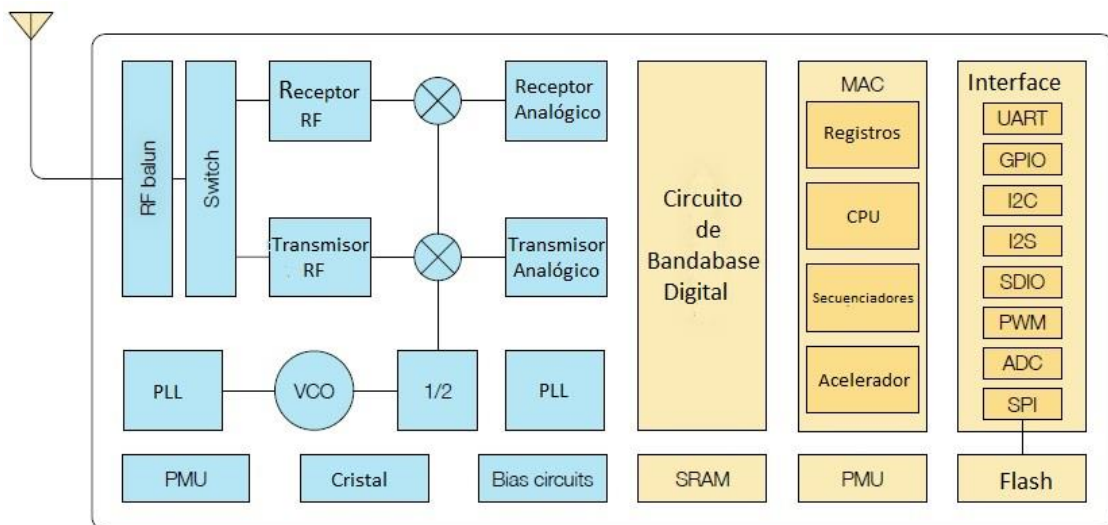 RF balun
Switch
Receptor
RF
Receptor
Analógico
Transmisor
RF
Transmisor
Analógico
PLL
VCO
1/2
PLL
PMU
Cristal
Bias circuits
Circuito
de
Bandabase
Digital
SRAM
MAC
Registros
CPU
Secuenciadores
Acelerador
PMU
Interface
UART
GPIO
I2C
I2S
SDIO
PWM
ADC
SPI
Flash